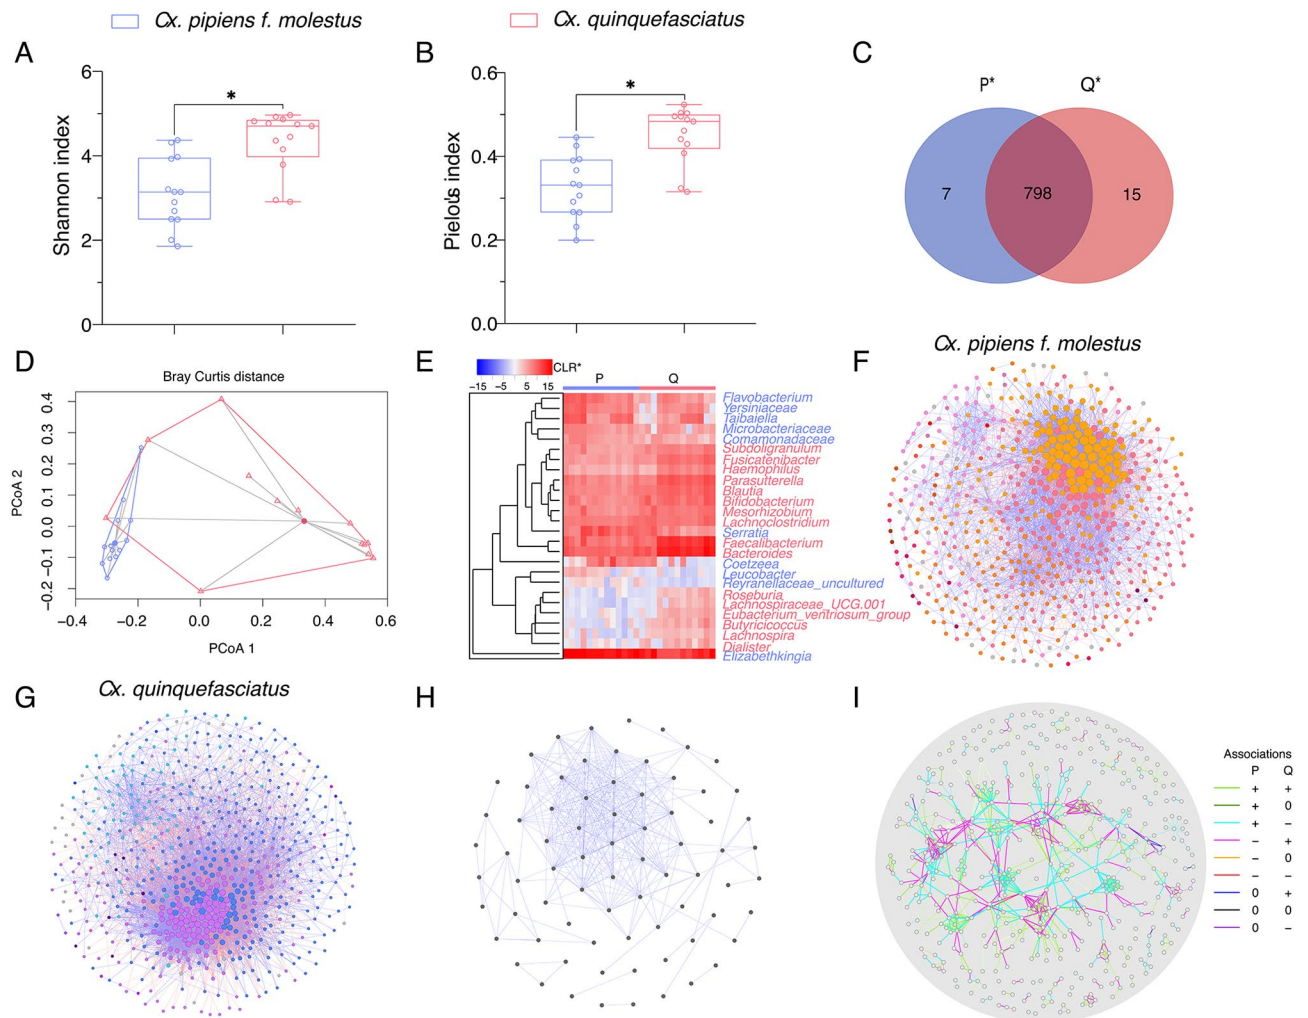 Cx. pipiens f. molestus
Cx. quinquefasciatus
A
Shannon index
6
4
2
0
*
B
Pielots index
0.6
0.4
0.2
0.0
*
C
P*
Q*
7
798
15
D
Bray Curtis distance
PCoA 2
0.4
0.3
0.2
0.1
0.0
−0.1
−0.2
−0.4
−0.2
0.0
0.2
0.4
0.6
PCoA 1
E
CLR*
−15
−5
5
15
P
Q
Flavobacterium
Yersiniaceae
Taibaiella
Microbacteriaceae
Comamonadaceae
Subdoligranulum
Fusicatenibacter
Haemophilus
Parasutterella
Blautia
Bifidobacterium
Mesorhizobium
Lachnoclostridium
Serratia
Faecalibacterium
Bacteroides
Coetzeea
Leucobacter
Reyranellaceae_uncultured
Roseburia
Lachnospiraceae_UCG.001
Eubacterium_ventriosum_group
Butyricicoccus
Lachnospira
Dialister
Elizabethkingia
F
Cx. pipiens f. molestus
G
Cx. quinquefasciatus
H
I
Associations
P Q
+ +
+ 0
+ −
− +
− 0
− −
0 +
0 0
0 −